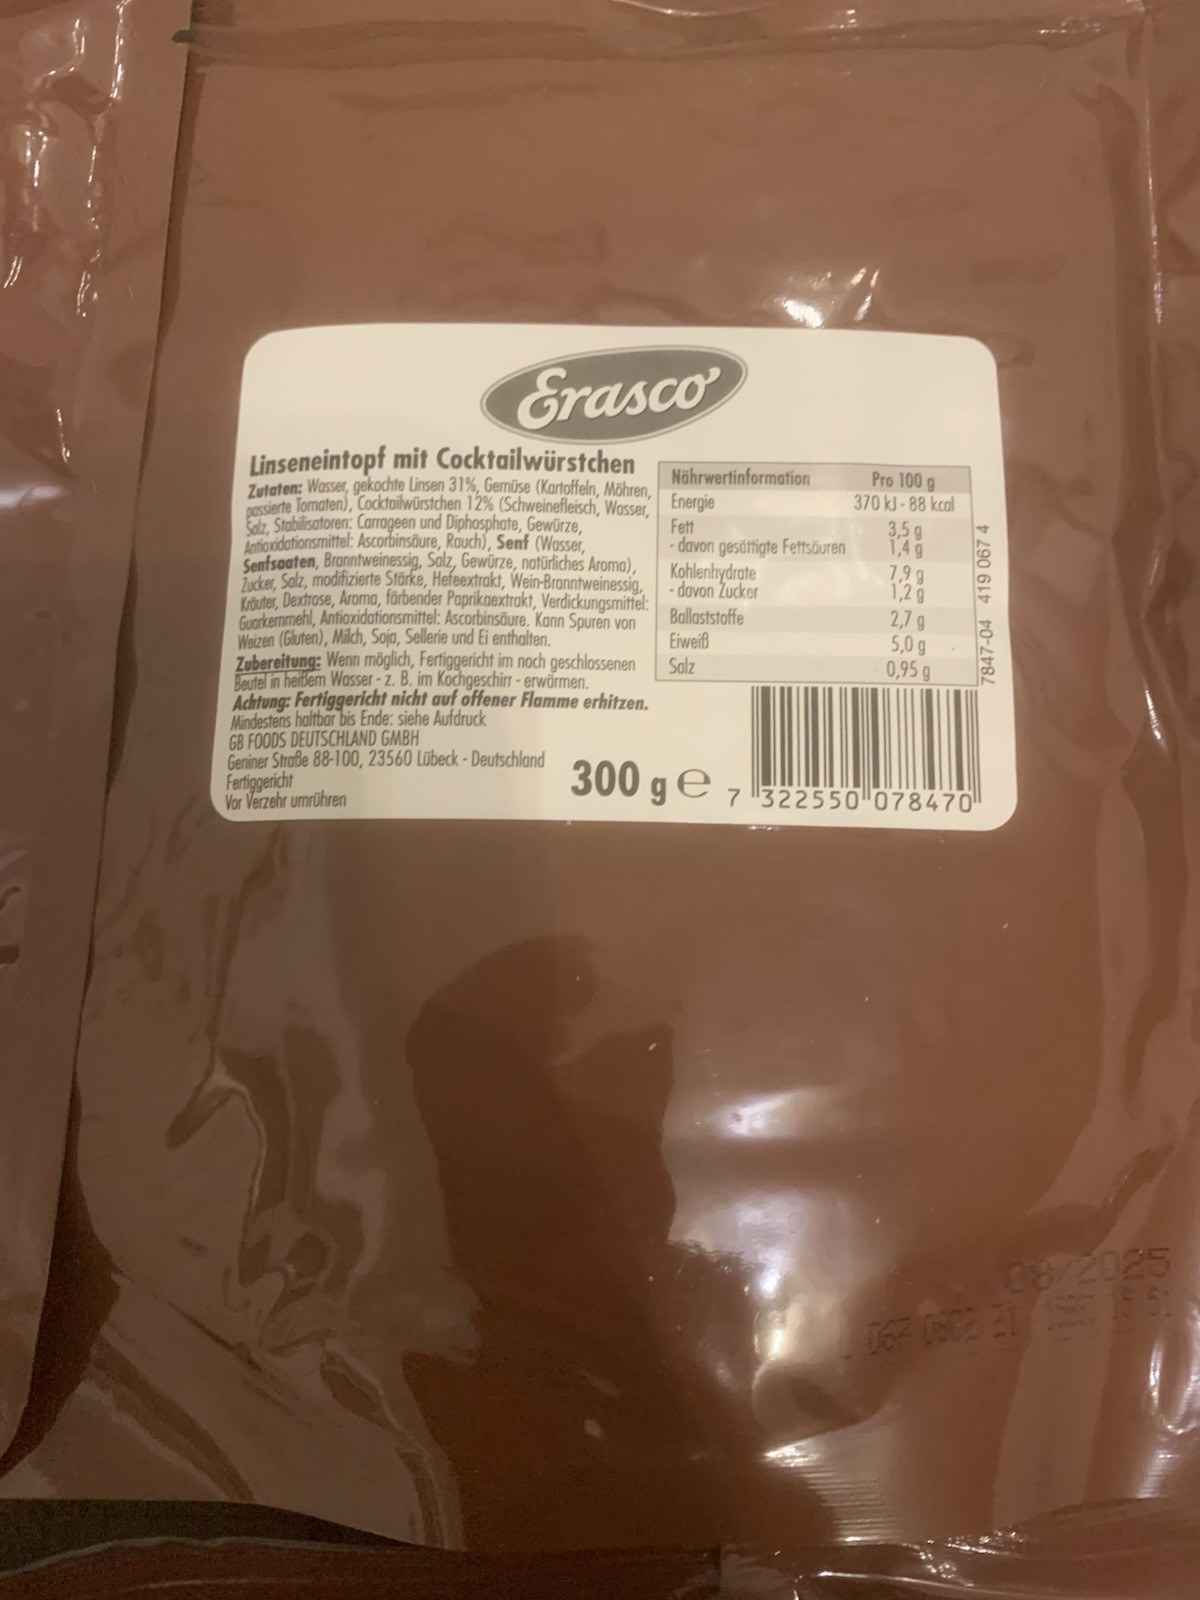 Erasco
Linseneintopf mit Cocktailwürstchen
Zutaten: Wasser, gekochte Linsen 31%, Gemüse (Kartoffeln, Möhren,
passierte Tomaten), Cocktailwürstchen 12% (Schweinefleisch, Wasser,
Salz, Stabilisatoren: Carrageen und Diphosphate, Gewürze,
Antioxidationsmittel: Ascorbinsäure, Rauch), Senf (Wasser,
Senfsaaten, Branntweinessig, Salz, Gewürze, natürliches Aroma),
Zucker, Salz, modifizierte Stärke, Hefeextrakt, Wein-Branntweinessig,
Kräuter, Dextrose, Aroma, färbender Paprikaextrakt, Verdickungsmittel:
Guarkernmehl, Antioxidationsmittel: Ascorbinsäure. Kann Spuren von
Weizen (Gluten), Milch, Soja, Sellerie und Ei enthalten.
Zubereitung: Wenn möglich, Fertiggericht im noch geschlossenen
Beutel in heißem Wasser - z. B. im Kochgeschirr - erwärmen.
Achtung: Fertiggericht nicht auf offener Flamme erhitzen.
Mindestens haltbar bis Ende: siehe Aufdruck
GB FOODS DEUTSCHLAND GMBH
Geniner Straße 88-100, 23560 Lübeck - Deutschland
Fertiggericht
Vor Verzehr umrühren
Nährwertinformation Pro 100 g
Energie 370 kJ - 88 kcal
Fett 3,5 g
- davon gesättigte Fettsäuren 1,4 g
Kohlenhydrate 7,9 g
- davon Zucker 1,2 g
Ballaststoffe 2,7 g
Eiweiß 5,0 g
Salz 0,95 g
7847-04 419 067 4
300 g e
7 322550 078470
08/2025